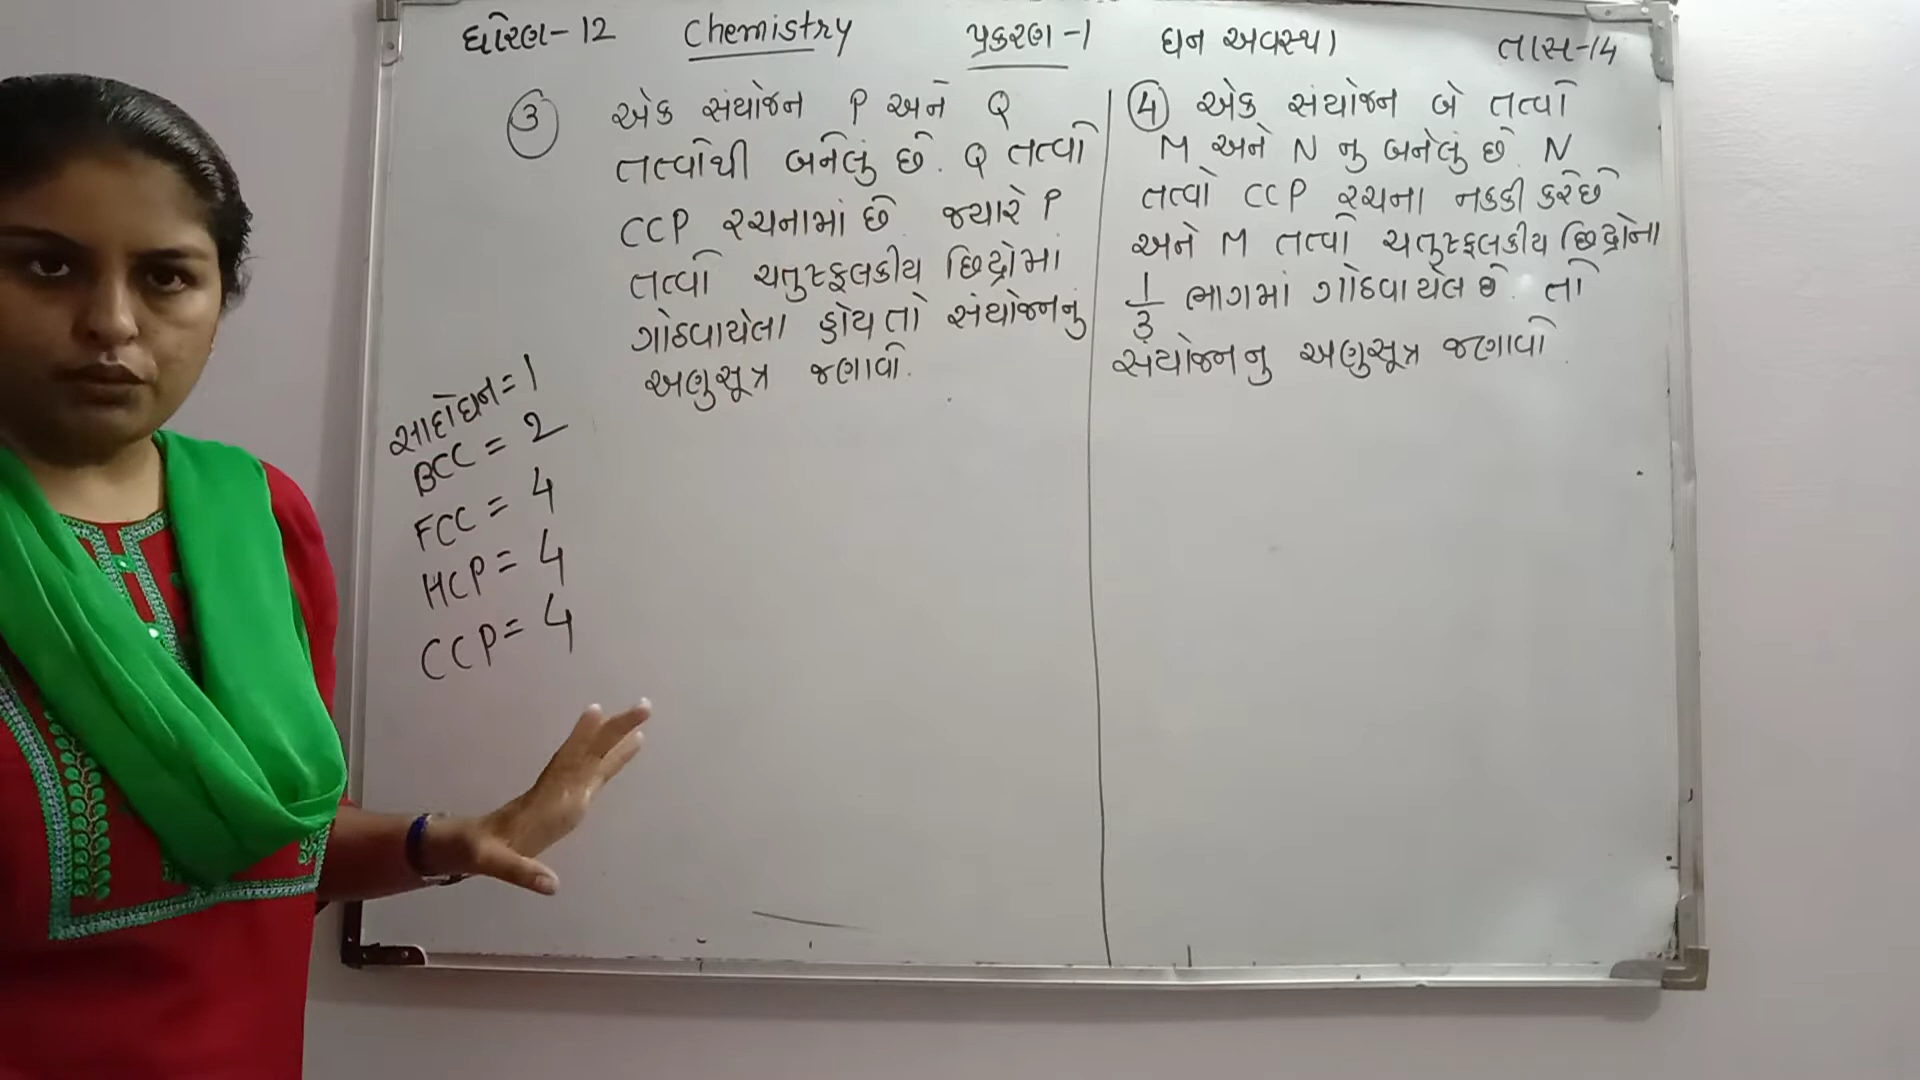 ધોરણ-12 Chemistry પ્રકરણ-1 ઘન અવસ્થા તાસ-14
③ એક સંયોજન P અને Q
તત્વોથી બનેલું છે. Q તત્વો
CCP રચનામાં છે જ્યારે P
તત્વો ચતુષ્ફલકીય છિદ્રોમાં
ગોઠવાયેલા હોય તો સંયોજનનું
અણુસૂત્ર જણાવો.
④ એક સંયોજન બે તત્વો
M અને N નુ બનેલું છે. N
તત્વો CCP રચના નક્કી કરેછે
અને M તત્વો ચતુષ્ફલકીય છિદ્રોના
1/3 ભાગમાં ગોઠવાયેલ છે. તો
સંયોજનનુ અણુસૂત્ર જણાવો.
સાદોઘન = 1
BCC = 2
FCC = 4
HCP = 4
CCP = 4